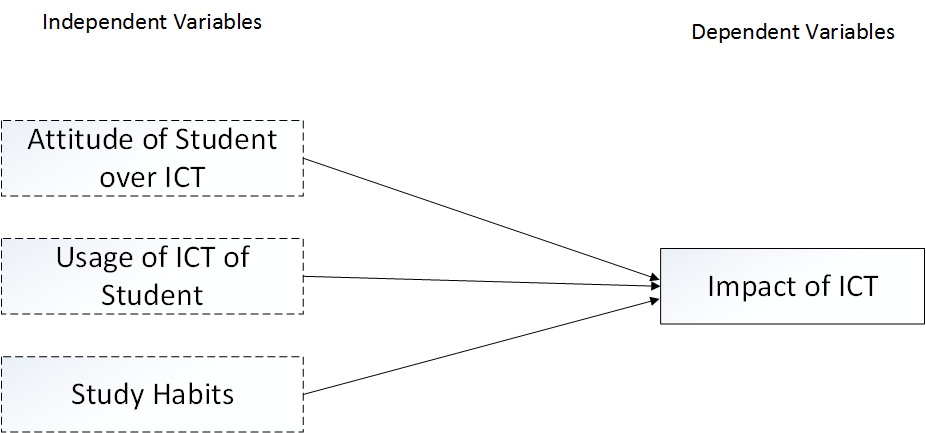 Independent Variables
Dependent Variables
Attitude of Student
over ICT
Usage of ICT of
Student
Study Habits
Impact of ICT